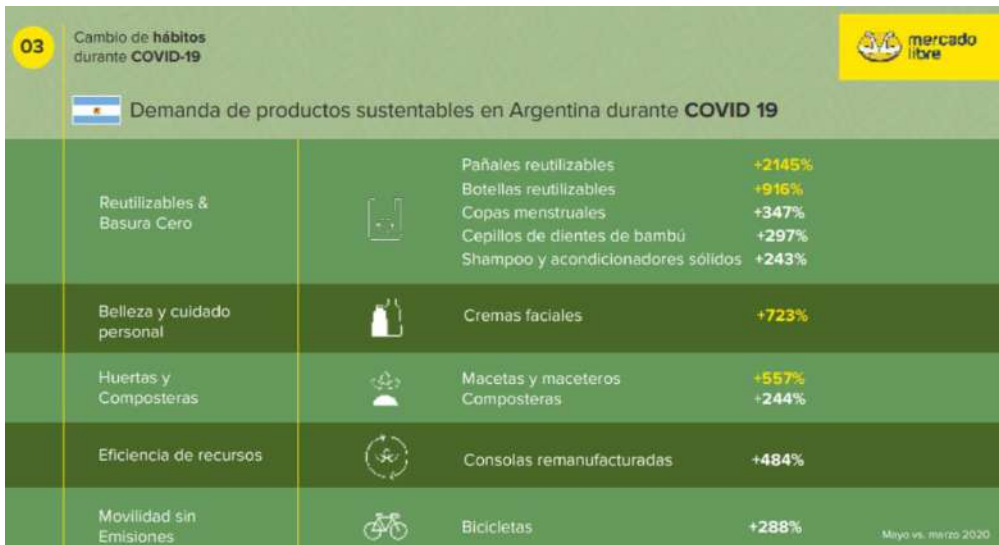 03
Cambio de hábitos
durante COVID-19
mercado
libre
Demanda de productos sustentables en Argentina durante COVID 19
Reutilizables &
Basura Cero
Pañales reutilizables +2145%
Botellas reutilizables +916%
Copas menstruales +347%
Cepillos de dientes de bambú +297%
Shampoo y acondicionadores sólidos +243%
Belleza y cuidado
personal
Cremas faciales +723%
Huertas y
Composteras
Macetas y maceteros +557%
Composteras +244%
Eficiencia de recursos
Consolas remanufacturadas +484%
Movilidad sin
Emisiones
Bicicletas +288%
Mayo vs. marzo 2020